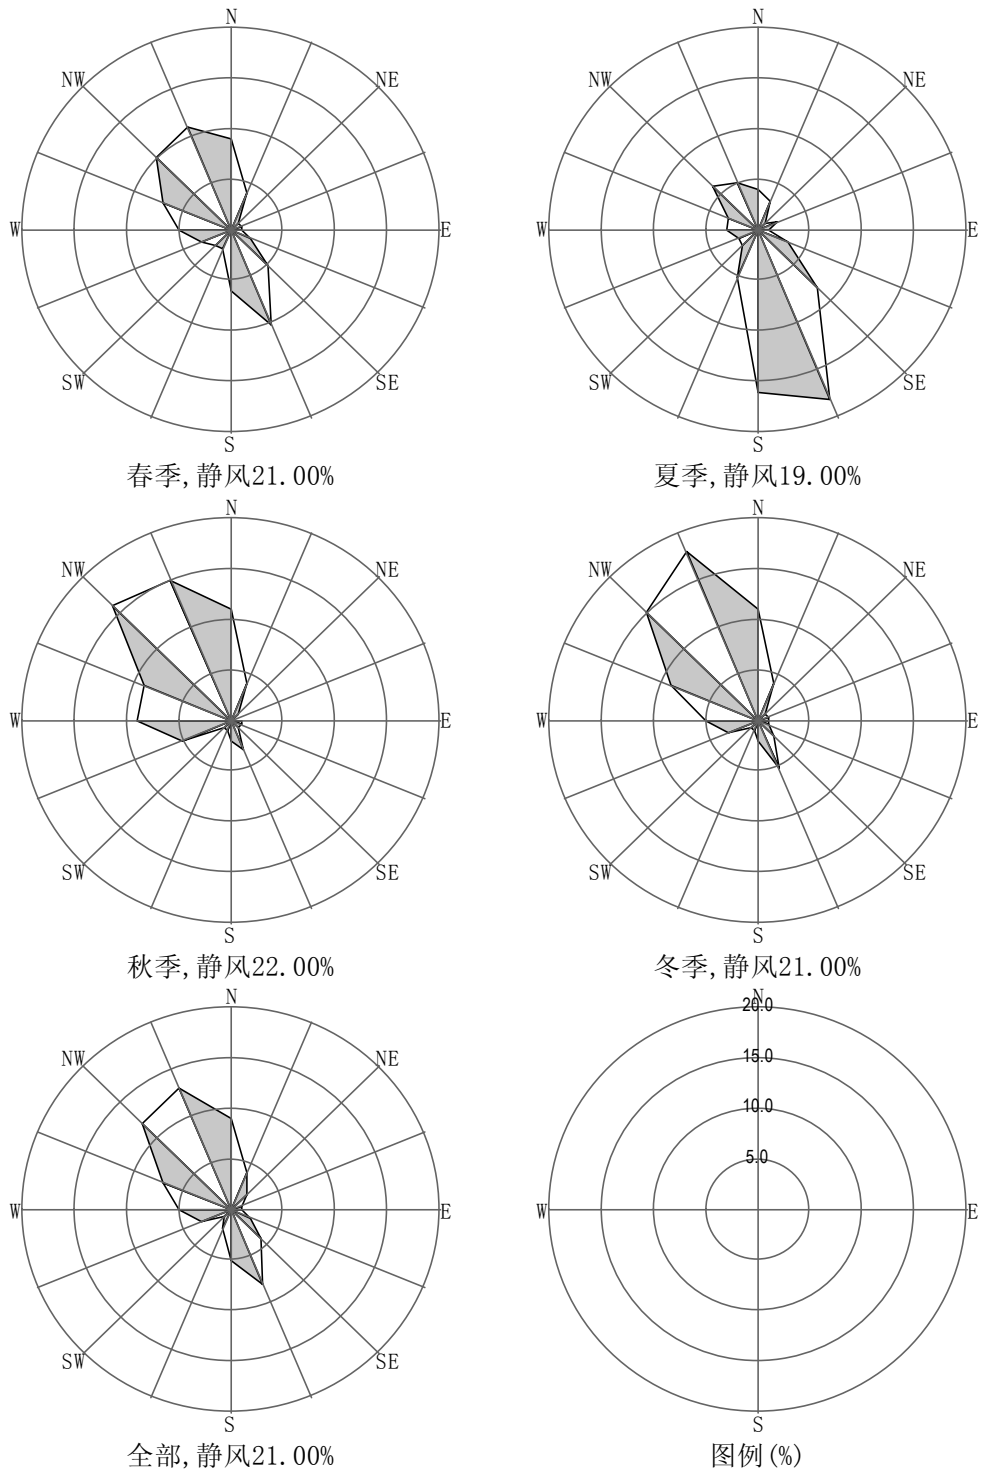 N N
NW NE NW NE
W E W E
SW SE SW SE
S S
春季,静风21.00% 夏季,静风19.00%
N N
NW NE NW NE
W E W E
SW SE SW SE
S S
秋季,静风22.00% 冬季,静风21.00%
N N
20.0
NW NE 15.0
10.0
5.0
W E W E
SW SE
S S
全部,静风21.00% 图例(%)